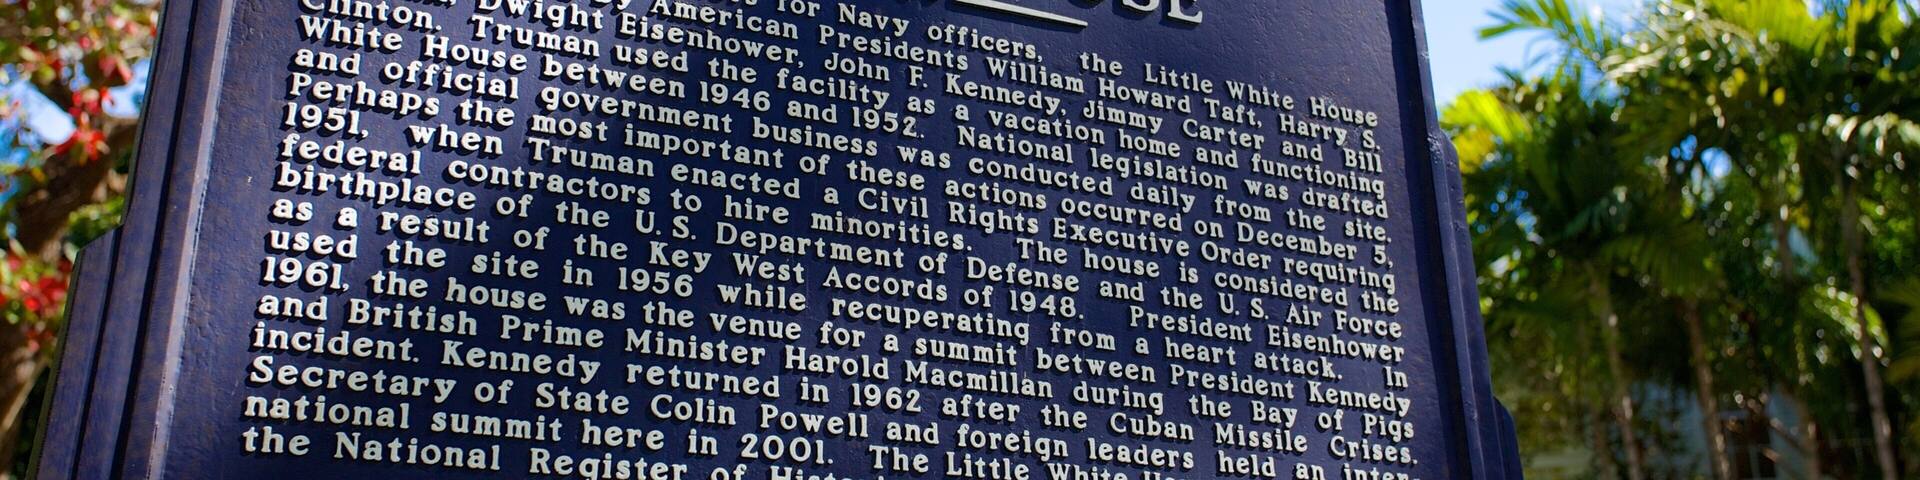 for Navy officers, the Little White House
by American Presidents William Howard Taft, Harry S.
Dwight Eisenhower, John F. Kennedy, Jimmy Carter and Bill
Clinton. Truman used the facility as a vacation home and functioning
White House between 1946 and 1952. National legislation was drafted
and official government business was conducted daily from the site.
Perhaps the most important of these actions occurred on December 5,
1951, when Truman enacted a Civil Rights Executive Order requiring
federal contractors to hire minorities. The house is considered the
birthplace of the U.S. Department of Defense and the U.S. Air Force
as a result of the Key West Accords of 1948. President Eisenhower
used the site in 1956 while recuperating from a heart attack. In
1961, the house was the venue for a summit between President Kennedy
and British Prime Minister Harold Macmillan during the Bay of Pigs
incident. Kennedy returned in 1962 after the Cuban Missile Crises.
Secretary of State Colin Powell and foreign leaders held an inter-
national summit here in 2001. The Little White
the National Register of